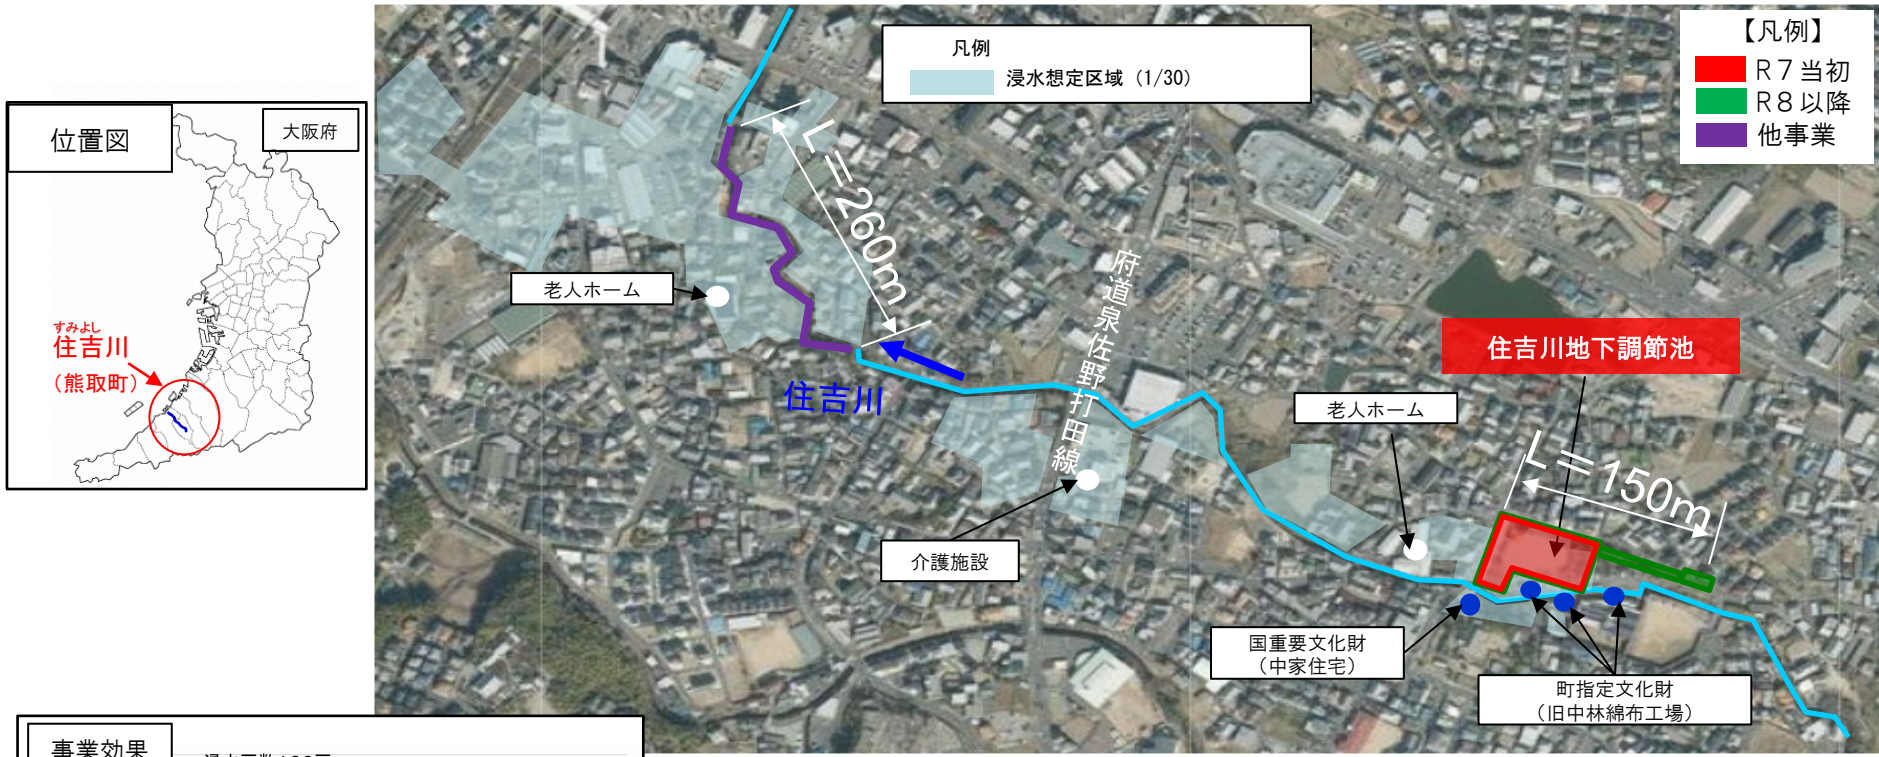 位置図
大阪府
すみよし
住吉川
(熊取町)
凡例
浸水想定区域 (1/30)
【凡例】
R7当初
R8以降
他事業
L=260m
老人ホーム
府道泉佐野打田線
住吉川
住吉川地下調節池
老人ホーム
L=150m
介護施設
国重要文化財
(中家住宅)
町指定文化財
(旧中林綿布工場)
事業効果